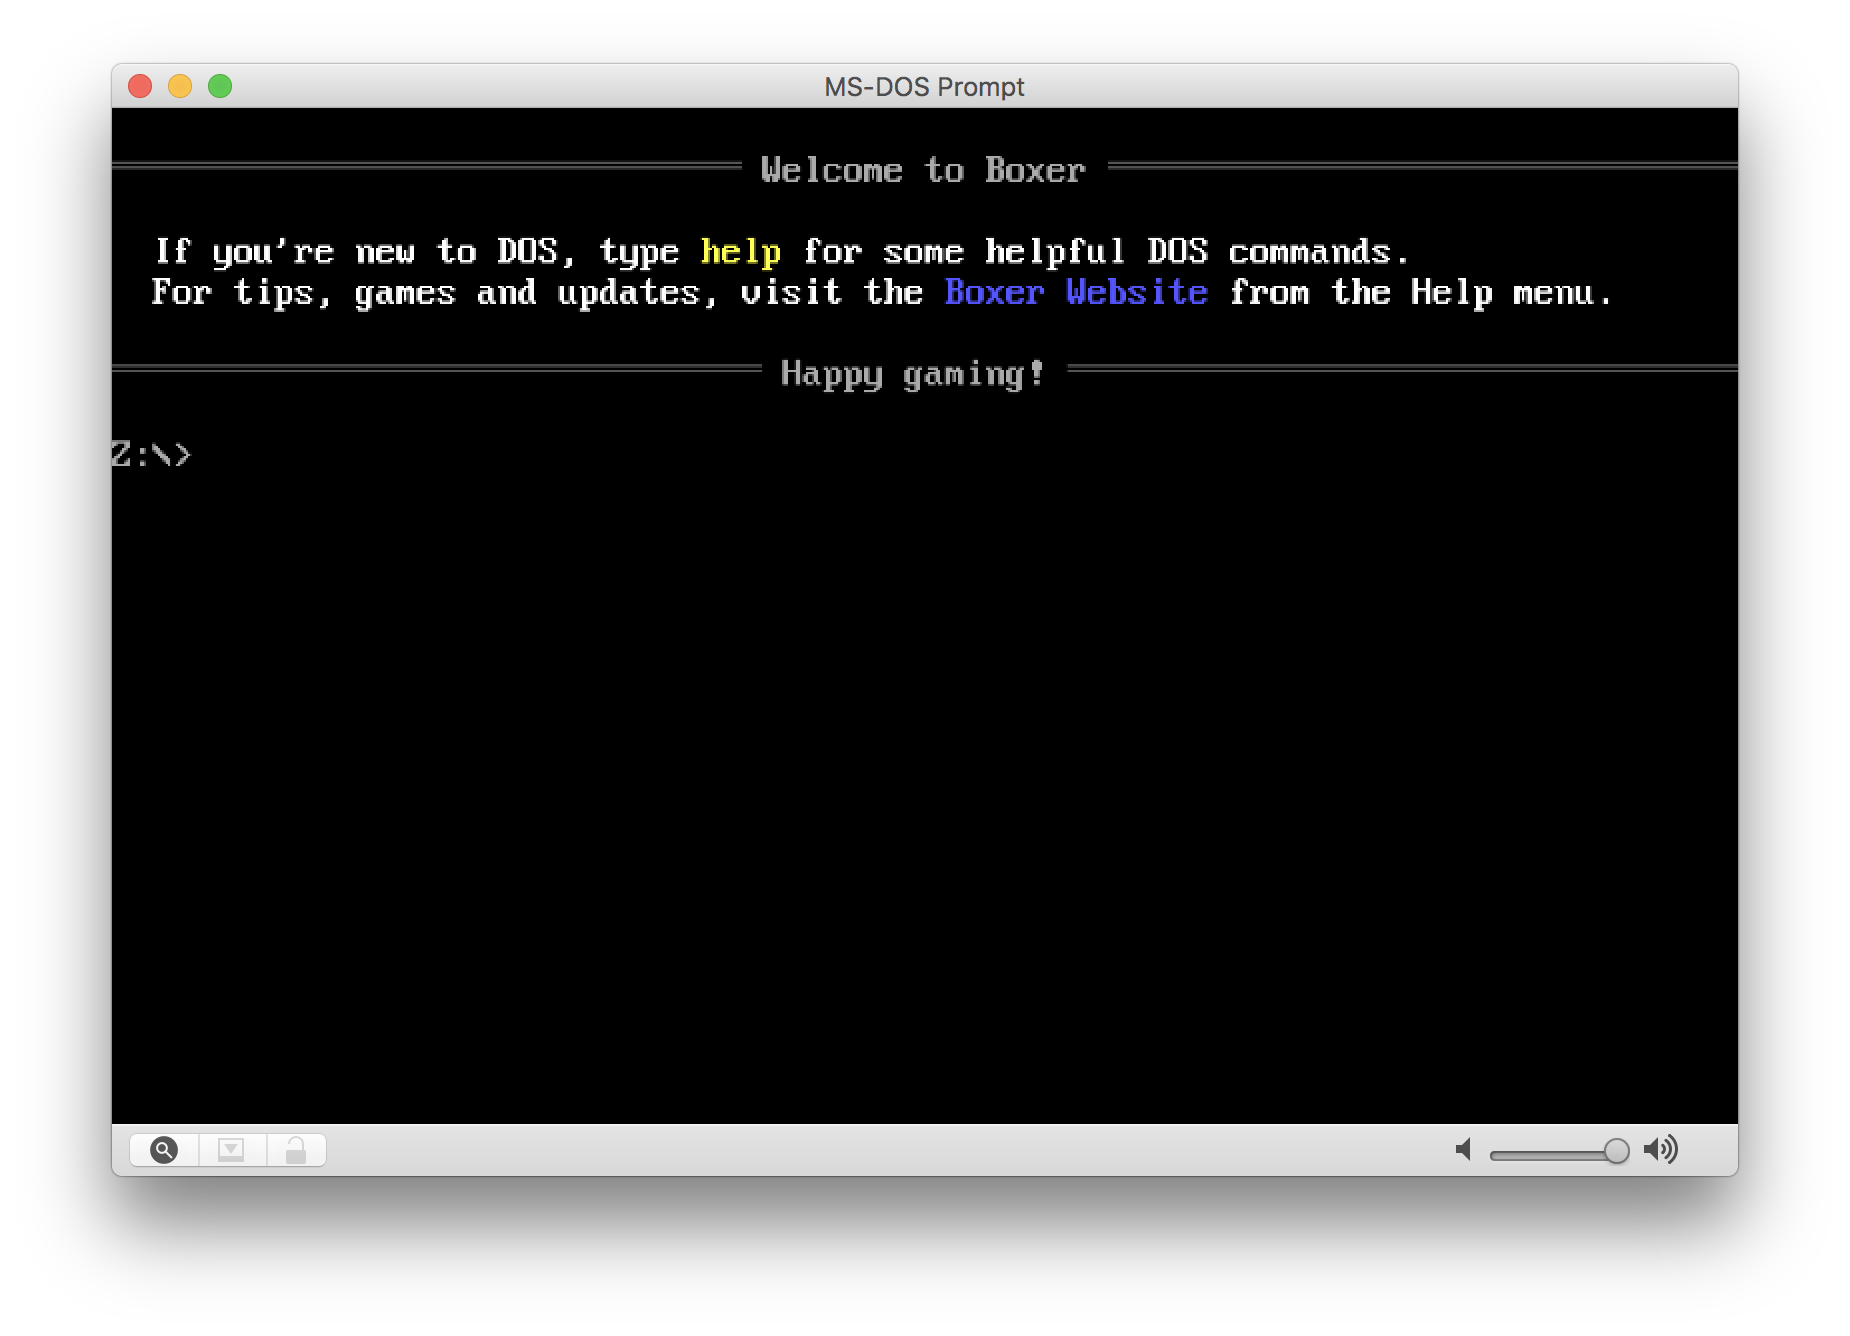 MS-DOS Prompt
Welcome to Boxer
If you're new to DOS, type help for some helpful DOS commands.
For tips, games and updates, visit the Boxer Website from the Help menu.
Happy gaming!
Z:\>